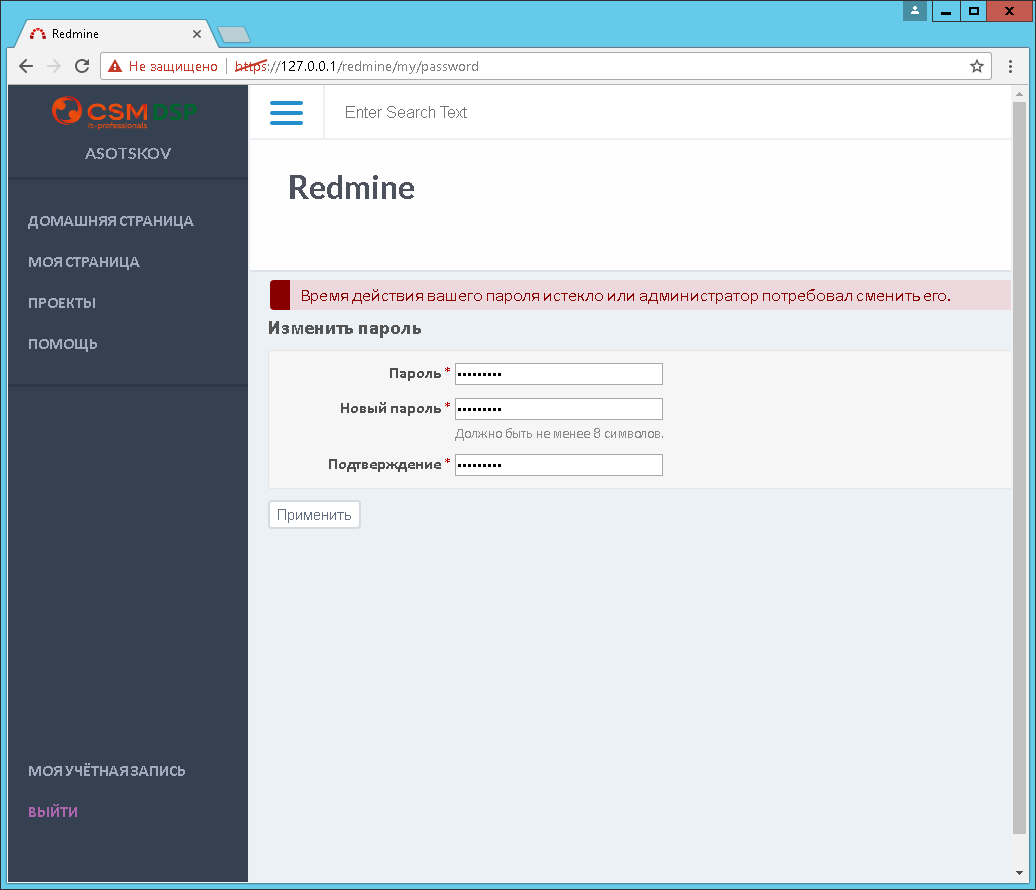 Redmine
Не защищено https://127.0.0.1/redmine/my/password
CSM DSP
it-professionals
ASOTSKOV
Enter Search Text
Redmine
ДОМАШНЯЯ СТРАНИЦА
МОЯ СТРАНИЦА
ПРОЕКТЫ
ПОМОЩЬ
Время действия вашего пароля истекло или администратор потребовал сменить его.
Изменить пароль
Пароль * •••••••••
Новый пароль * •••••••••
Должно быть не менее 8 символов.
Подтверждение * •••••••••
Применить
МОЯ УЧЁТНАЯ ЗАПИСЬ
ВЫЙТИ